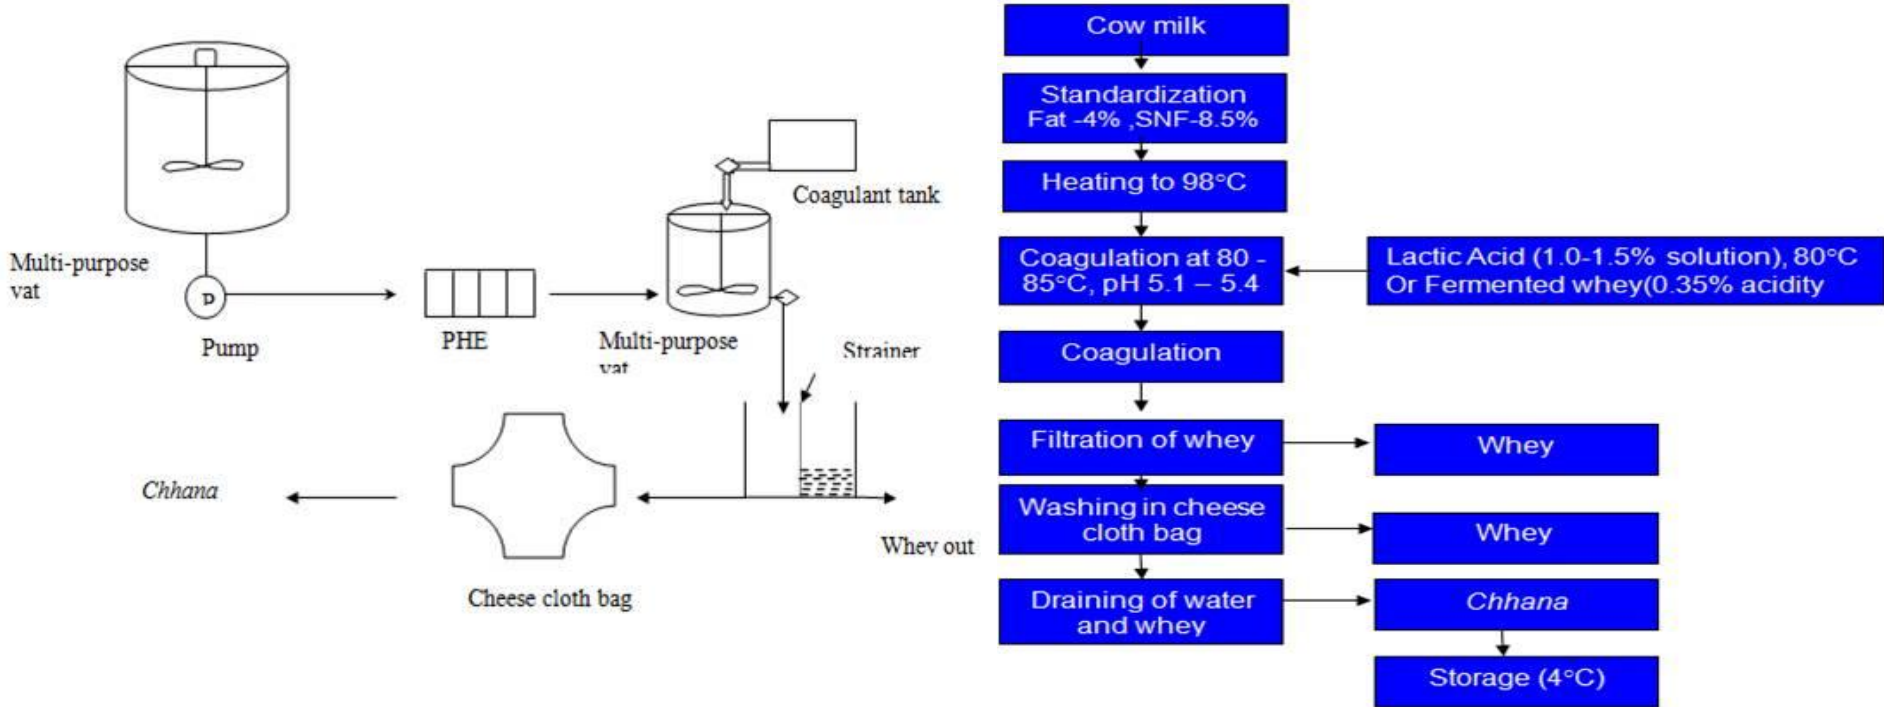 Multi-purpose
vat
P
Pump
PHE
Multi-purpose
vat
Coagulant tank
Strainer
Whey out
Cheese cloth bag
Chhana
Cow milk
Standardization
Fat -4% ,SNF-8.5%
Heating to 98°C
Coagulation at 80 -
85°C, pH 5.1 – 5.4
Lactic Acid (1.0-1.5% solution), 80°C
Or Fermented whey(0.35% acidity
Coagulation
Filtration of whey
Whey
Washing in cheese
cloth bag
Whey
Draining of water
and whey
Chhana
Storage (4°C)